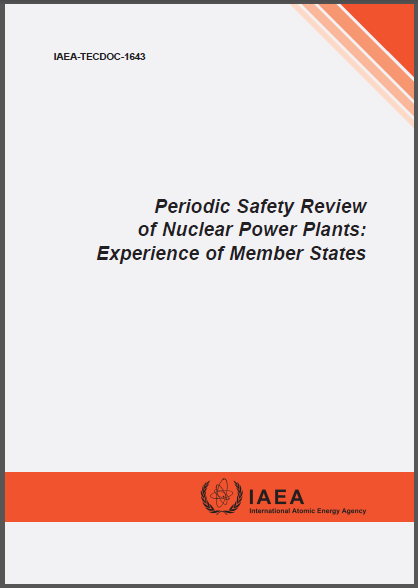 IAEA-TECDOC-1643
Periodic Safety Review
of Nuclear Power Plants:
Experience of Member States
IAEA
International Atomic Energy Agency